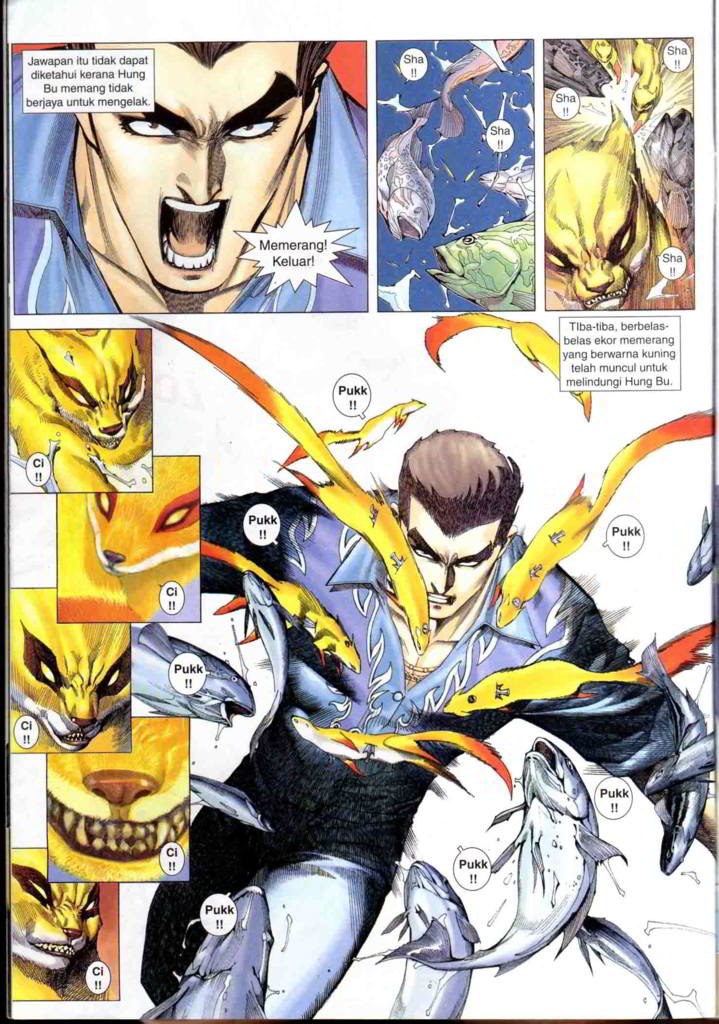 Jawapan itu tidak dapat
diketahui kerana Hung
Bu memang tidak
berjaya untuk mengelak.
Memerang!
Keluar!
Sha
!!
Sha
!!
Sha
!!
Sha
!!
Sha
!!
TIba-tiba, berbelas-
belas ekor memerang
yang berwarna kuning
telah muncul untuk
melindungi Hung Bu.
Ci
!!
Ci
!!
Ci
!!
Ci
!!
Ci
!!
Pukk
!!
Pukk
!!
Pukk
!!
Pukk
!!
Pukk
!!
Pukk
!!
Pukk
!!